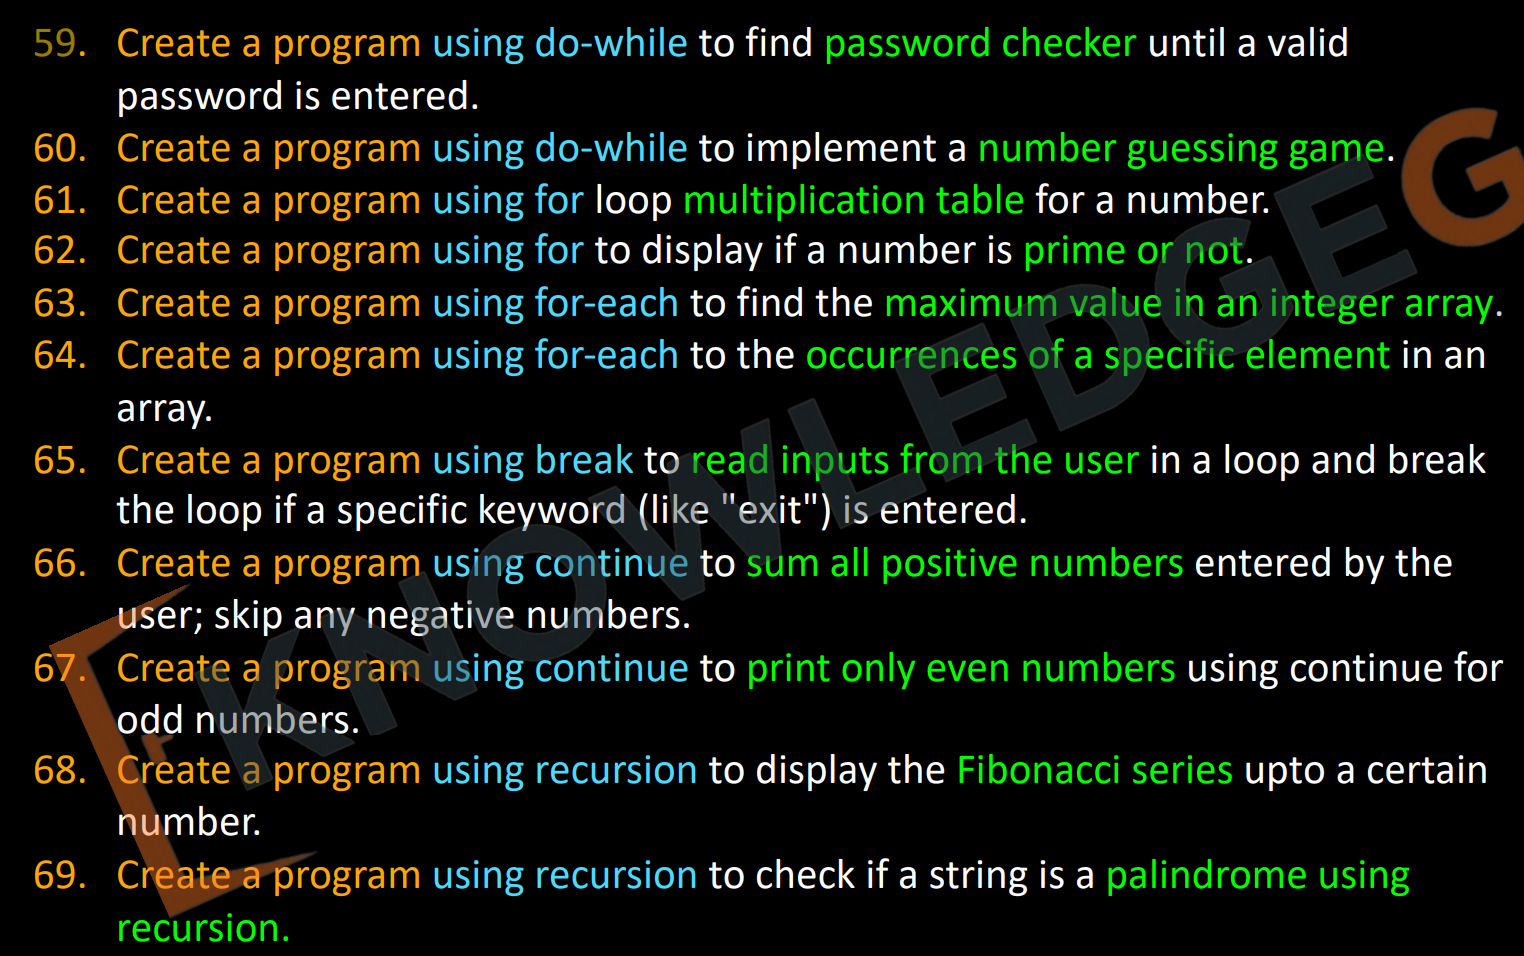 59. Create a program using do-while to find password checker until a valid
password is entered.
60. Create a program using do-while to implement a number guessing game.
61. Create a program using for loop multiplication table for a number.
62. Create a program using for to display if a number is prime or not.
63. Create a program using for-each to find the maximum value in an integer array.
64. Create a program using for-each to the occurrences of a specific element in an
array.
65. Create a program using break to read inputs from the user in a loop and break
the loop if a specific keyword (like "exit") is entered.
66. Create a program using continue to sum all positive numbers entered by the
user; skip any negative numbers.
67. Create a program using continue to print only even numbers using continue for
odd numbers.
68. Create a program using recursion to display the Fibonacci series upto a certain
number.
69. Create a program using recursion to check if a string is a palindrome using
recursion.
KNOWLEDGE G